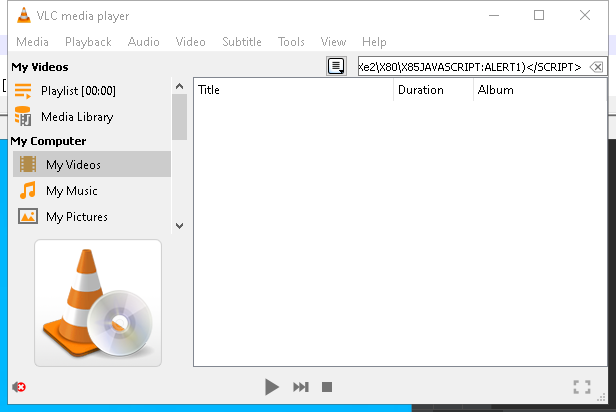 VLC media player
Media Playback Audio Video Subtitle Tools View Help
My Videos
Xe2\X80\X85JAVASCRIPT:ALERT1)</SCRIPT>
Playlist [00:00]
Media Library
My Computer
My Videos
My Music
My Pictures
Title Duration Album